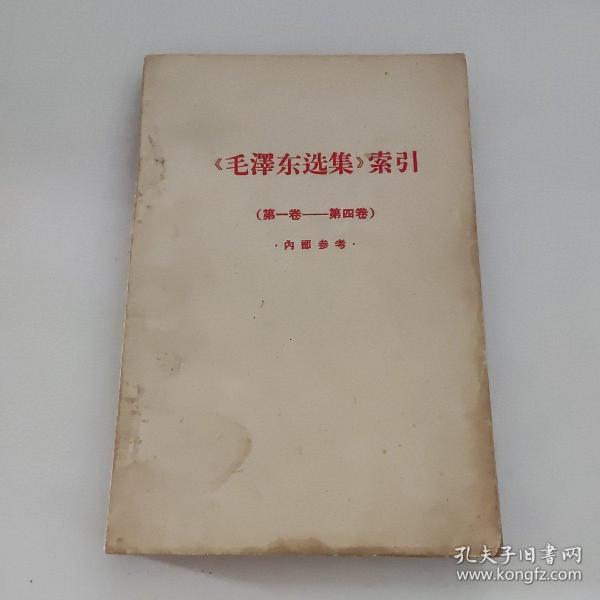 《毛澤东选集》索引
(第一卷——第四卷)
·內部参考·
孔夫子旧书网
www.kongfz.com